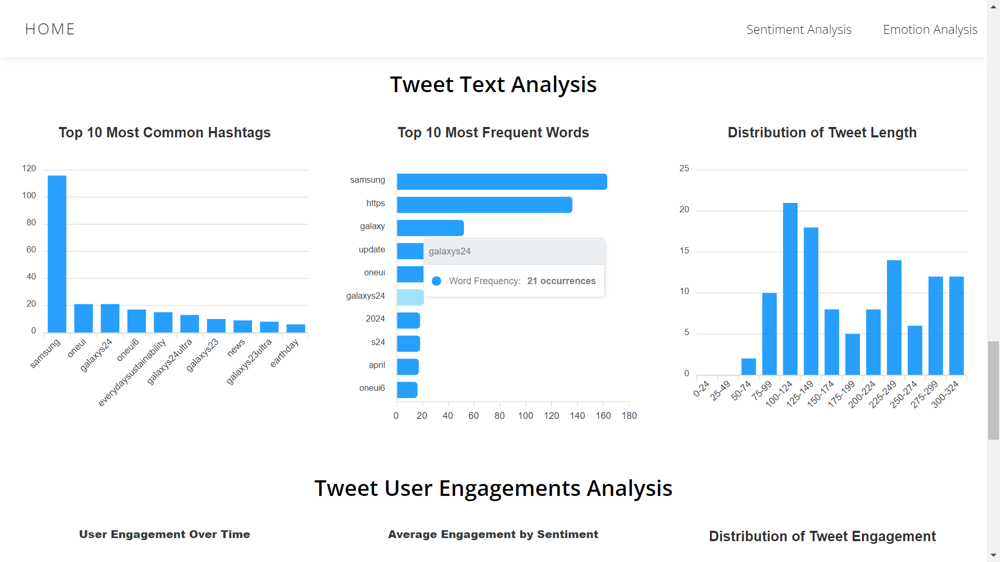 HOME
Sentiment Analysis
Emotion Analysis
Tweet Text Analysis
Top 10 Most Common Hashtags
120
100
80
60
40
20
0
samsung
oneui
galaxys24
oneui6
everydaysustainability
galaxys24ultra
galaxys23
news
galaxys23ultra
earthday
Top 10 Most Frequent Words
samsung
https
galaxy
update
oneui
galaxys24
2024
s24
april
oneui6
galaxys24
Word Frequency: 21 occurrences
0 20 40 60 80 100 120 140 160 180
Distribution of Tweet Length
25
20
15
10
5
0
0-24
25-49
50-74
75-99
100-124
125-149
150-174
175-199
200-224
225-249
250-274
275-299
300-324
Tweet User Engagements Analysis
User Engagement Over Time
Average Engagement by Sentiment
Distribution of Tweet Engagement